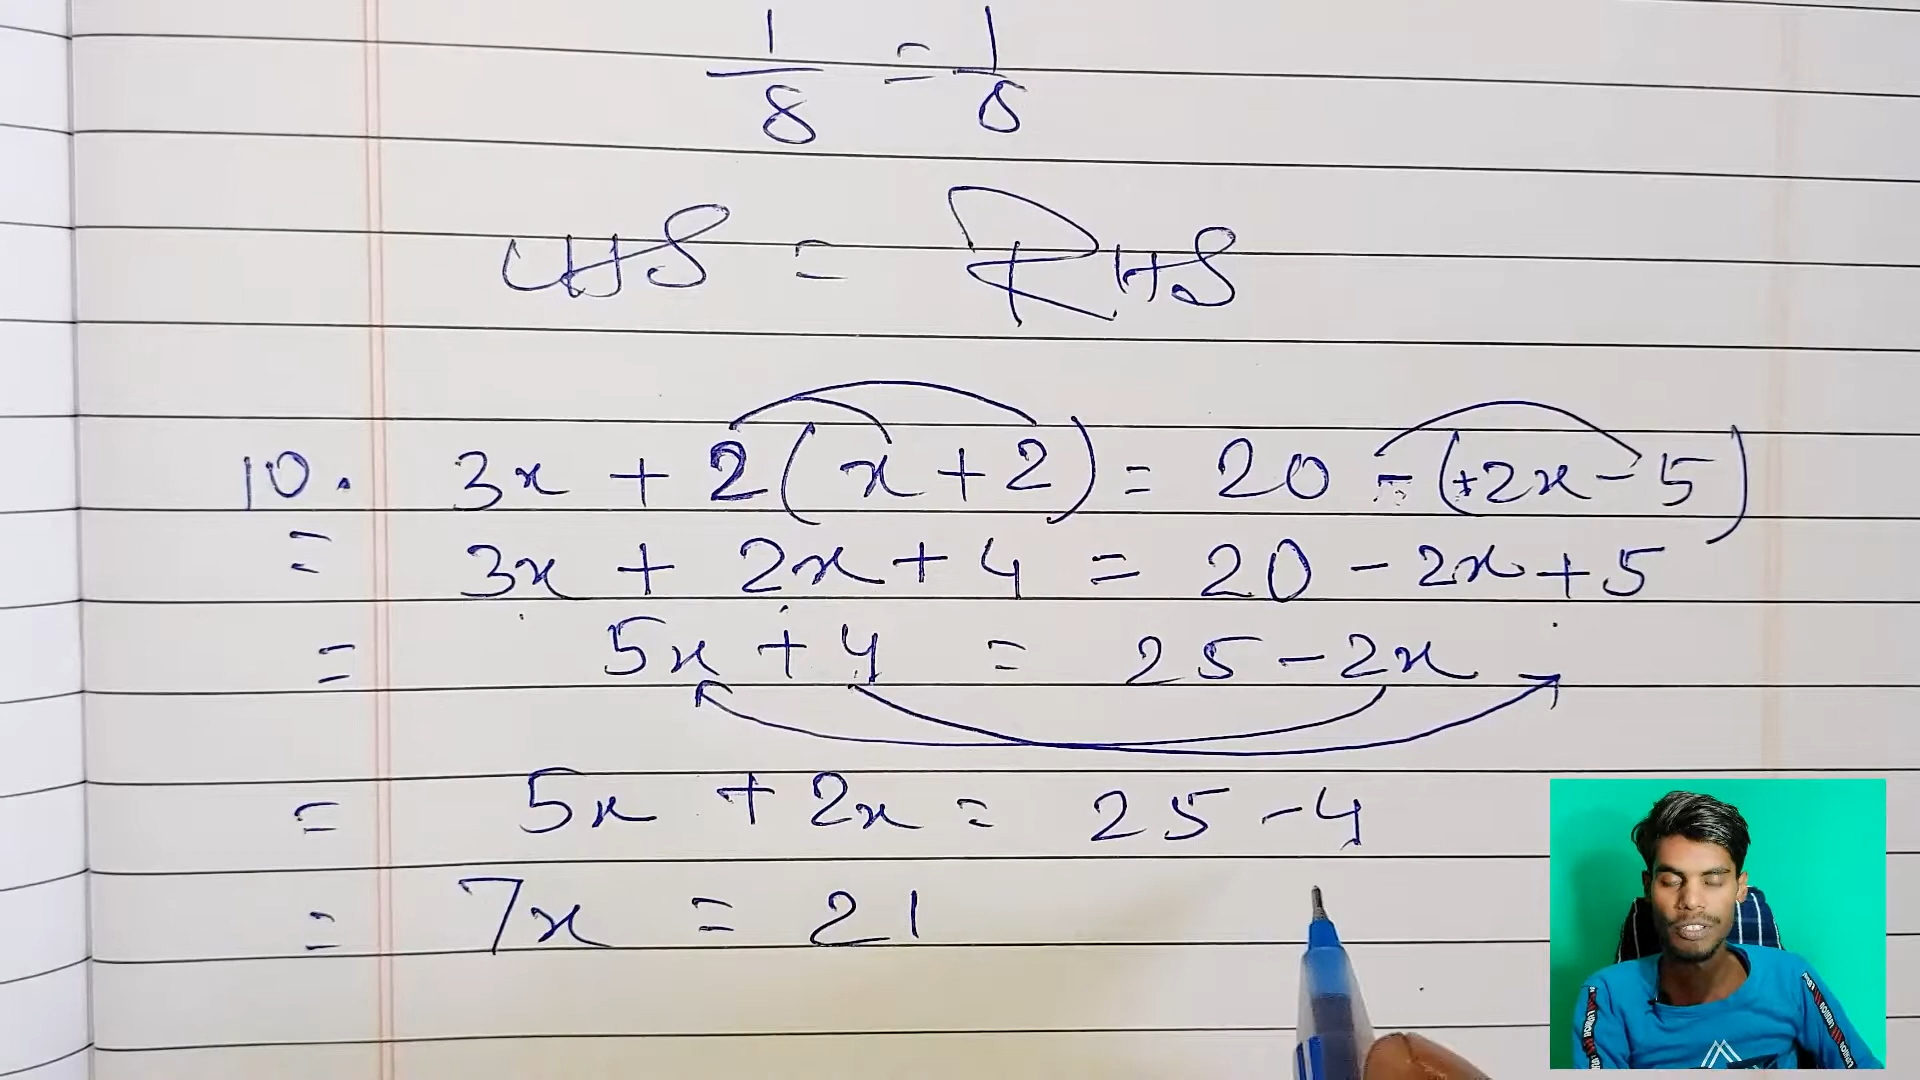 1/8 = 1/8
LHS = RHS
10. 3x + 2(x + 2) = 20 - (+2x - 5)
= 3x + 2x + 4 = 20 - 2x + 5
= 5x + 4 = 25 - 2x
= 5x + 2x = 25 - 4
= 7x = 21